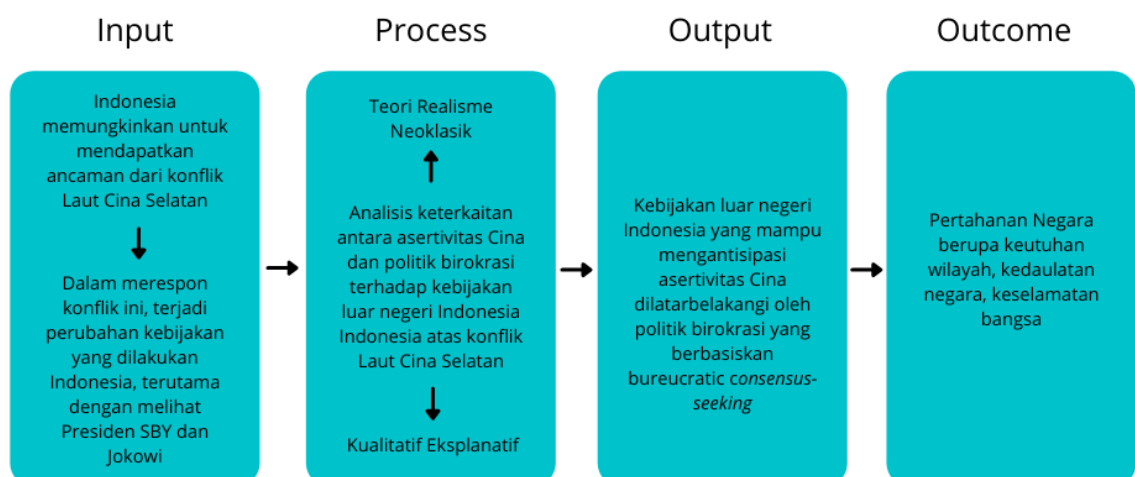 Input
Indonesia
memungkinkan untuk
mendapatkan
ancaman dari konflik
Laut Cina Selatan
Dalam merespon
konflik ini, terjadi
perubahan kebijakan
yang dilakukan
Indonesia, terutama
dengan melihat
Presiden SBY dan
Jokowi
Process
Teori Realisme
Neoklasik
Analisis keterkaitan
antara asertivitas Cina
dan politik birokrasi
terhadap kebijakan
luar negeri Indonesia
Indonesia atas konflik
Laut Cina Selatan
Kualitatif Eksplanatif
Output
Kebijakan luar negeri
Indonesia yang mampu
mengantisipasi
asertivitas Cina
dilatarbelakangi oleh
politik birokrasi yang
berbasiskan
bureucratic consensus-
seeking
Outcome
Pertahanan Negara
berupa keutuhan
wilayah, kedaulatan
negara, keselamatan
bangsa